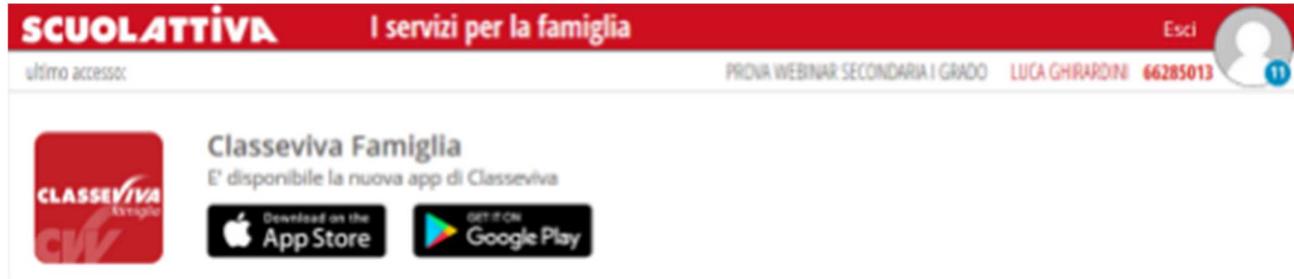 SCUOLATTIVA I servizi per la famiglia Esci
ultimo accesso: PROVA WEBINAR SECONDARIA I GRADO LUCA GHIRARDINI 66285013 11
Classeviva Famiglia
E' disponibile la nuova app di Classeviva
CLASSEVIVA
famiglia
CVV
Download on the
App Store
GET IT ON
Google Play